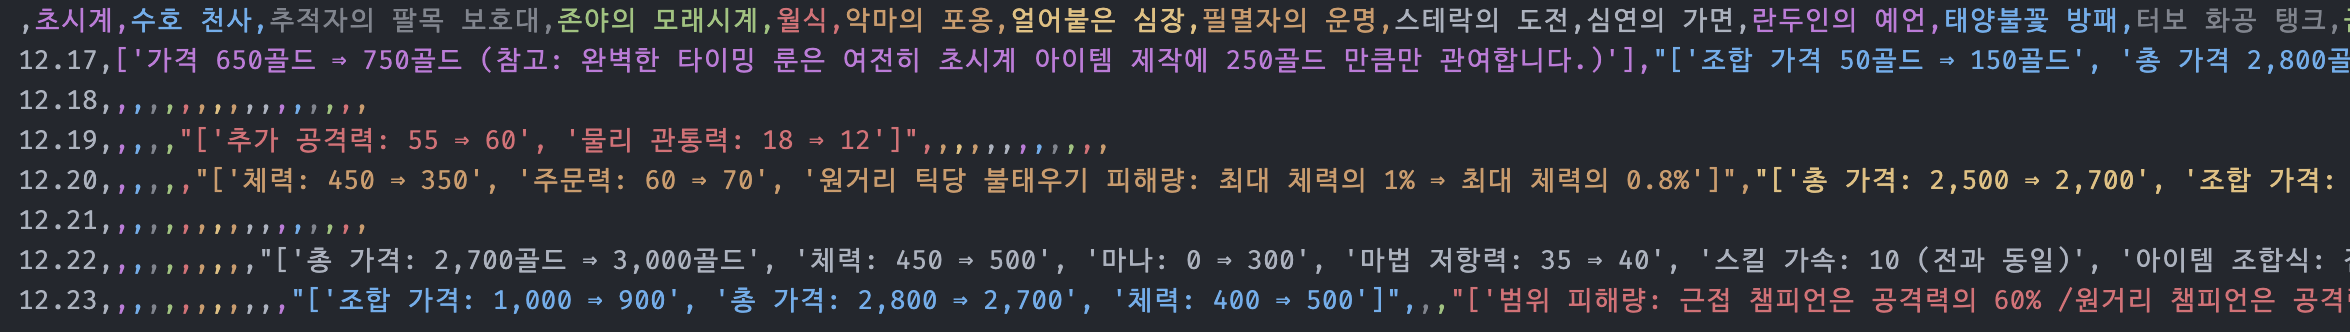 ,초시계,수호 천사,추적자의 팔목 보호대,존야의 모래시계,월식,악마의 포옹,얼어붙은 심장,필멸자의 운명,스테락의 도전,심연의 가면,란두인의 예언,태양불꽃 방패,터보 화공 탱크,
12.17,['가격 650골드 ⇒ 750골드 (참고: 완벽한 타이밍 룬은 여전히 초시계 아이템 제작에 250골드 만큼만 관여합니다.)'],"['조합 가격 50골드 ⇒ 150골드', '총 가격 2,800골
12.18,,,,,,,,,,,,,,,,,
12.19,,,,,"['추가 공격력: 55 ⇒ 60', '물리 관통력: 18 ⇒ 12']",,,,,,,,,,,,
12.20,,,,,,"['체력: 450 ⇒ 350', '주문력: 60 ⇒ 70', '원거리 틱당 불태우기 피해량: 최대 체력의 1% ⇒ 최대 체력의 0.8%']","['총 가격: 2,500 ⇒ 2,700', '조합 가격:
12.21,,,,,,,,,,,,,,,,,
12.22,,,,,,,,,,"['총 가격: 2,700골드 ⇒ 3,000골드', '체력: 450 ⇒ 500', '마나: 0 ⇒ 300', '마법 저항력: 35 ⇒ 40', '스킬 가속: 10 (전과 동일)', '아이템 조합식:
12.23,,,,,,,,,,,,"['조합 가격: 1,000 ⇒ 900', '총 가격: 2,800 ⇒ 2,700', '체력: 400 ⇒ 500']",,,"['범위 피해량: 근접 챔피언은 공격력의 60% /원거리 챔피언은 공격